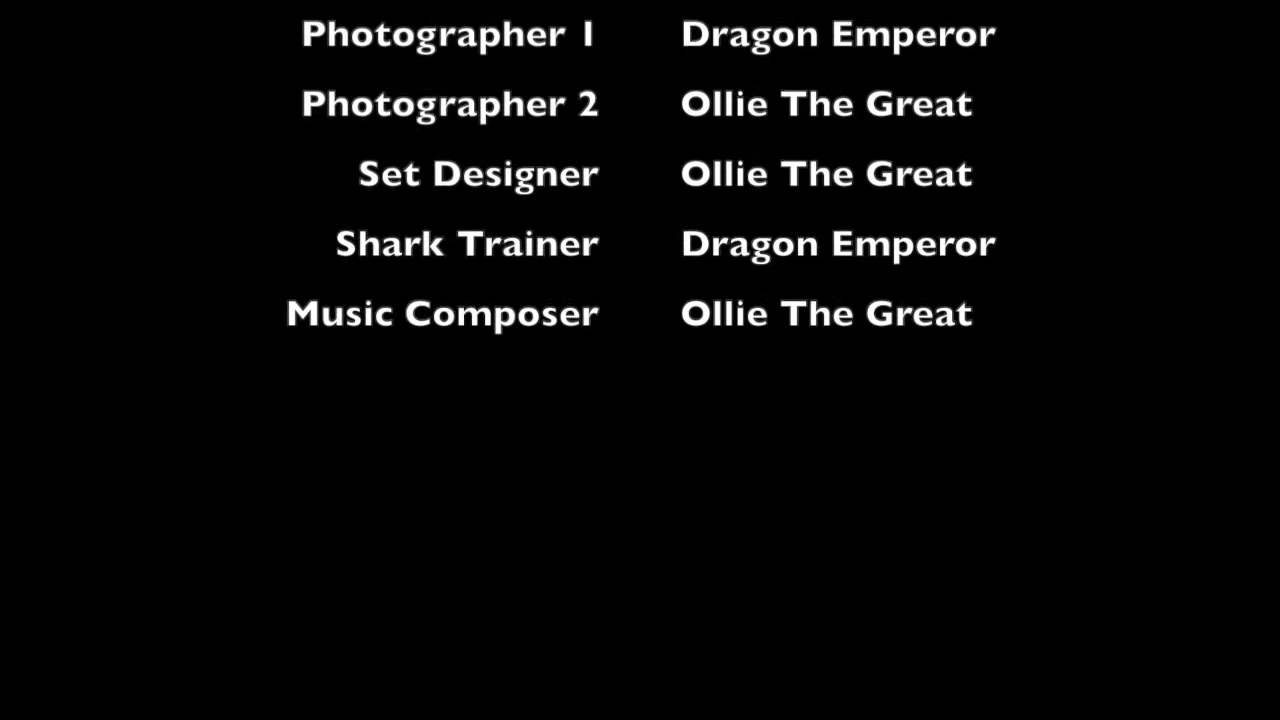 Photographer 1 Dragon Emperor
Photographer 2 Ollie The Great
Set Designer Ollie The Great
Shark Trainer Dragon Emperor
Music Composer Ollie The Great